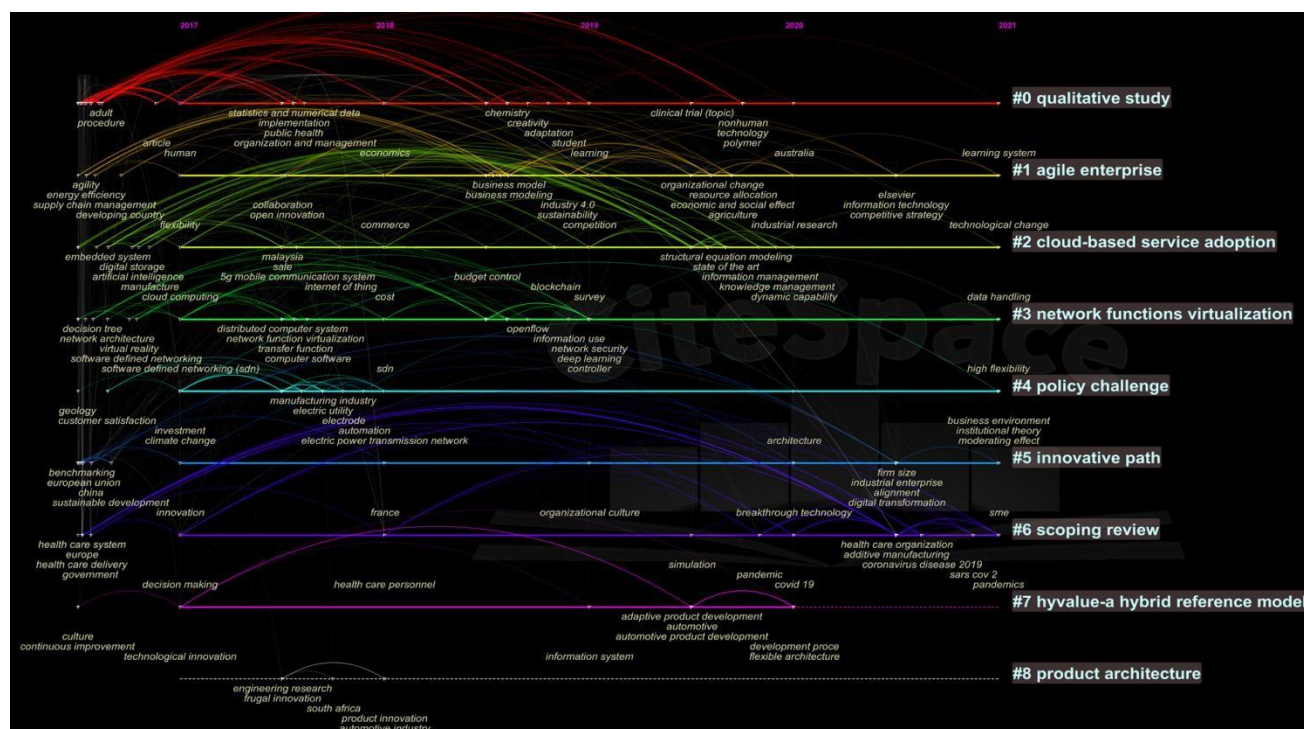 2017 2018 2019 2020 2021
#0 qualitative study
adult statistics and numerical data chemistry clinical trial (topic)
procedure implementation creativity nonhuman
public health adaptation technology
organization and management student polymer
article
human economics learning australia learning system
#1 agile enterprise
agility business model organizational change elsevier
energy efficiency business modeling resource allocation information technology
supply chain management collaboration industry 4.0 economic and social effect competitive strategy
developing country open innovation sustainability agriculture
flexibility commerce competition industrial research technological change
#2 cloud-based service adoption
embedded system malaysia structural equation modeling
digital storage sale state of the art
artificial intelligence 5g mobile communication system budget control information management
manufacture internet of thing blockchain knowledge management
cloud computing cost survey dynamic capability data handling
CiteSpace
#3 network functions virtualization
decision tree distributed computer system openflow
network architecture network function virtualization information use
virtual reality transfer function network security
software defined networking computer software deep learning
software defined networking (sdn) sdn controller high flexibility
#4 policy challenge
geology manufacturing industry
customer satisfaction electric utility business environment
investment electrode institutional theory
climate change automation moderating effect
electric power transmission network architecture
#5 innovative path
benchmarking firm size
european union industrial enterprise
china alignment
sustainable development digital transformation
innovation france organizational culture breakthrough technology sme
#6 scoping review
health care system health care organization
europe additive manufacturing
health care delivery simulation coronavirus disease 2019
government pandemic sars cov 2
decision making health care personnel covid 19 pandemics
#7 hyvalue-a hybrid reference model
adaptive product development
automotive
culture automotive product development
continuous improvement development proce
technological innovation information system flexible architecture
#8 product architecture
engineering research
frugal innovation
south africa
product innovation
automotive industry